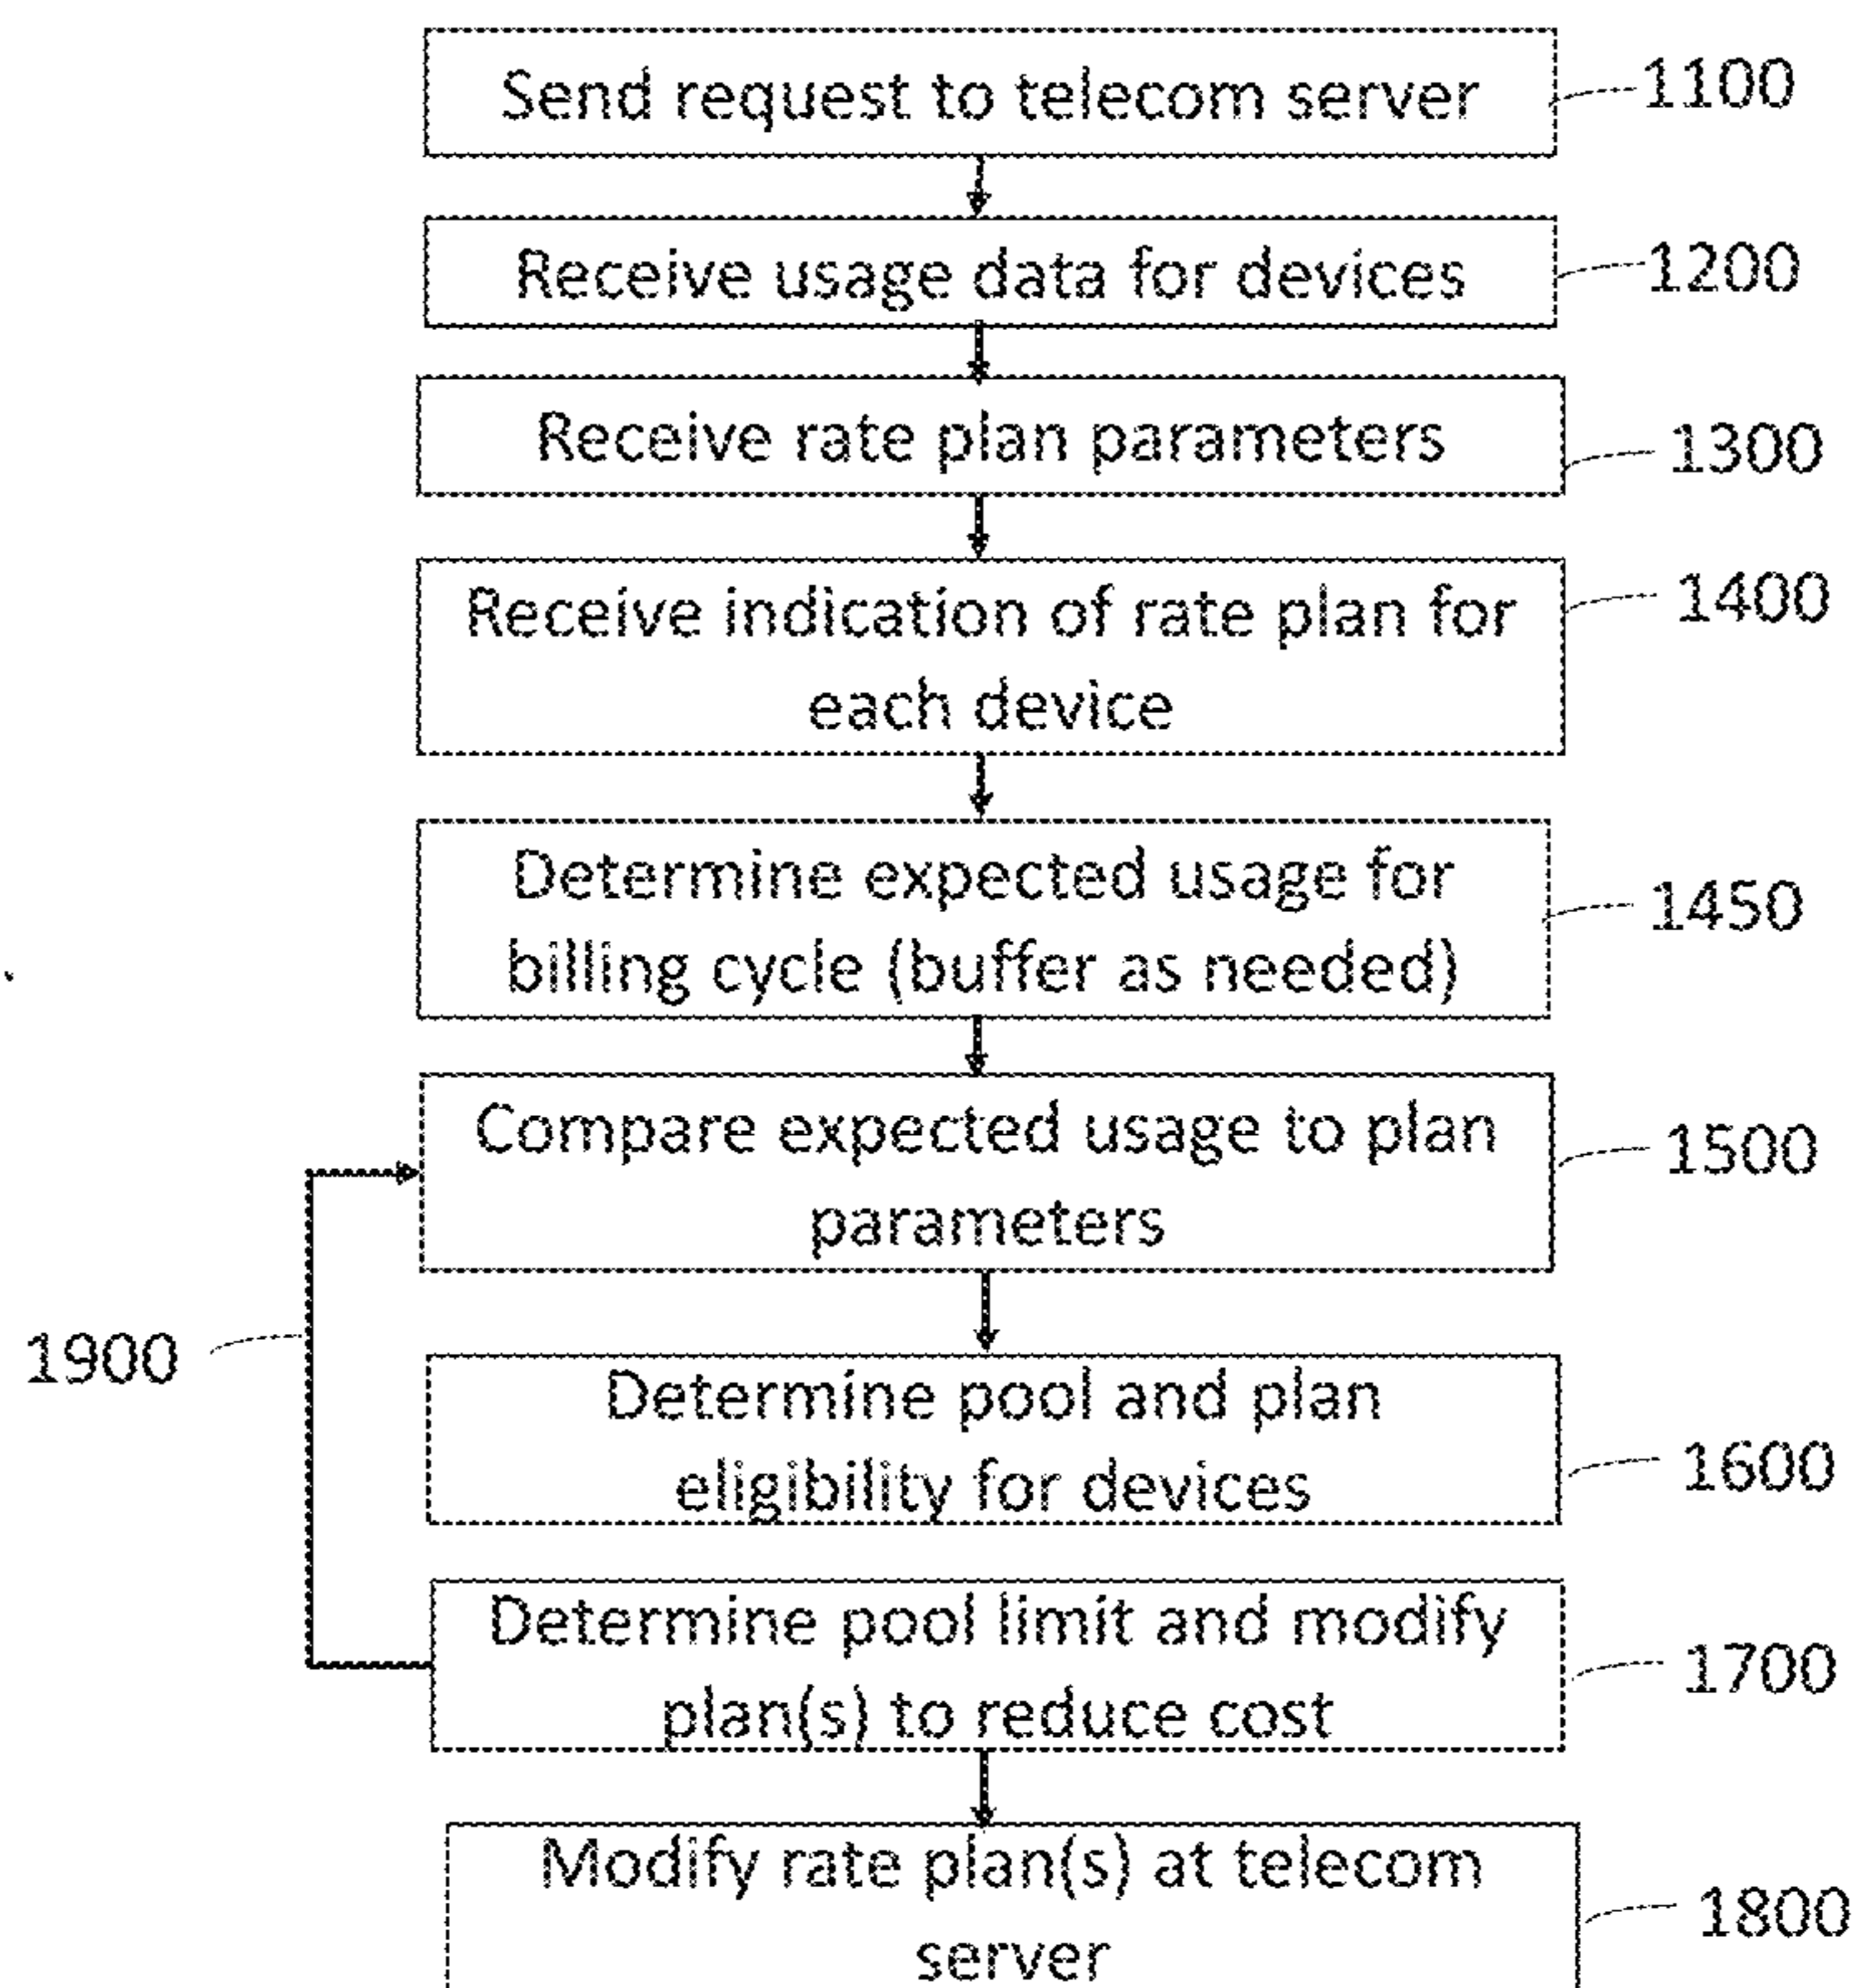 Send request to telecom server
1100
Receive usage data for devices
1200
Receive rate plan parameters
1300
Receive indication of rate plan for
each device
1400
Determine expected usage for
billing cycle (buffer as needed)
1450
Compare expected usage to plan
parameters
1500
1900
Determine pool and plan
eligibility for devices
1600
Determine pool limit and modify
plan(s) to reduce cost
1700
Modify rate plan(s) at telecom
server
1800